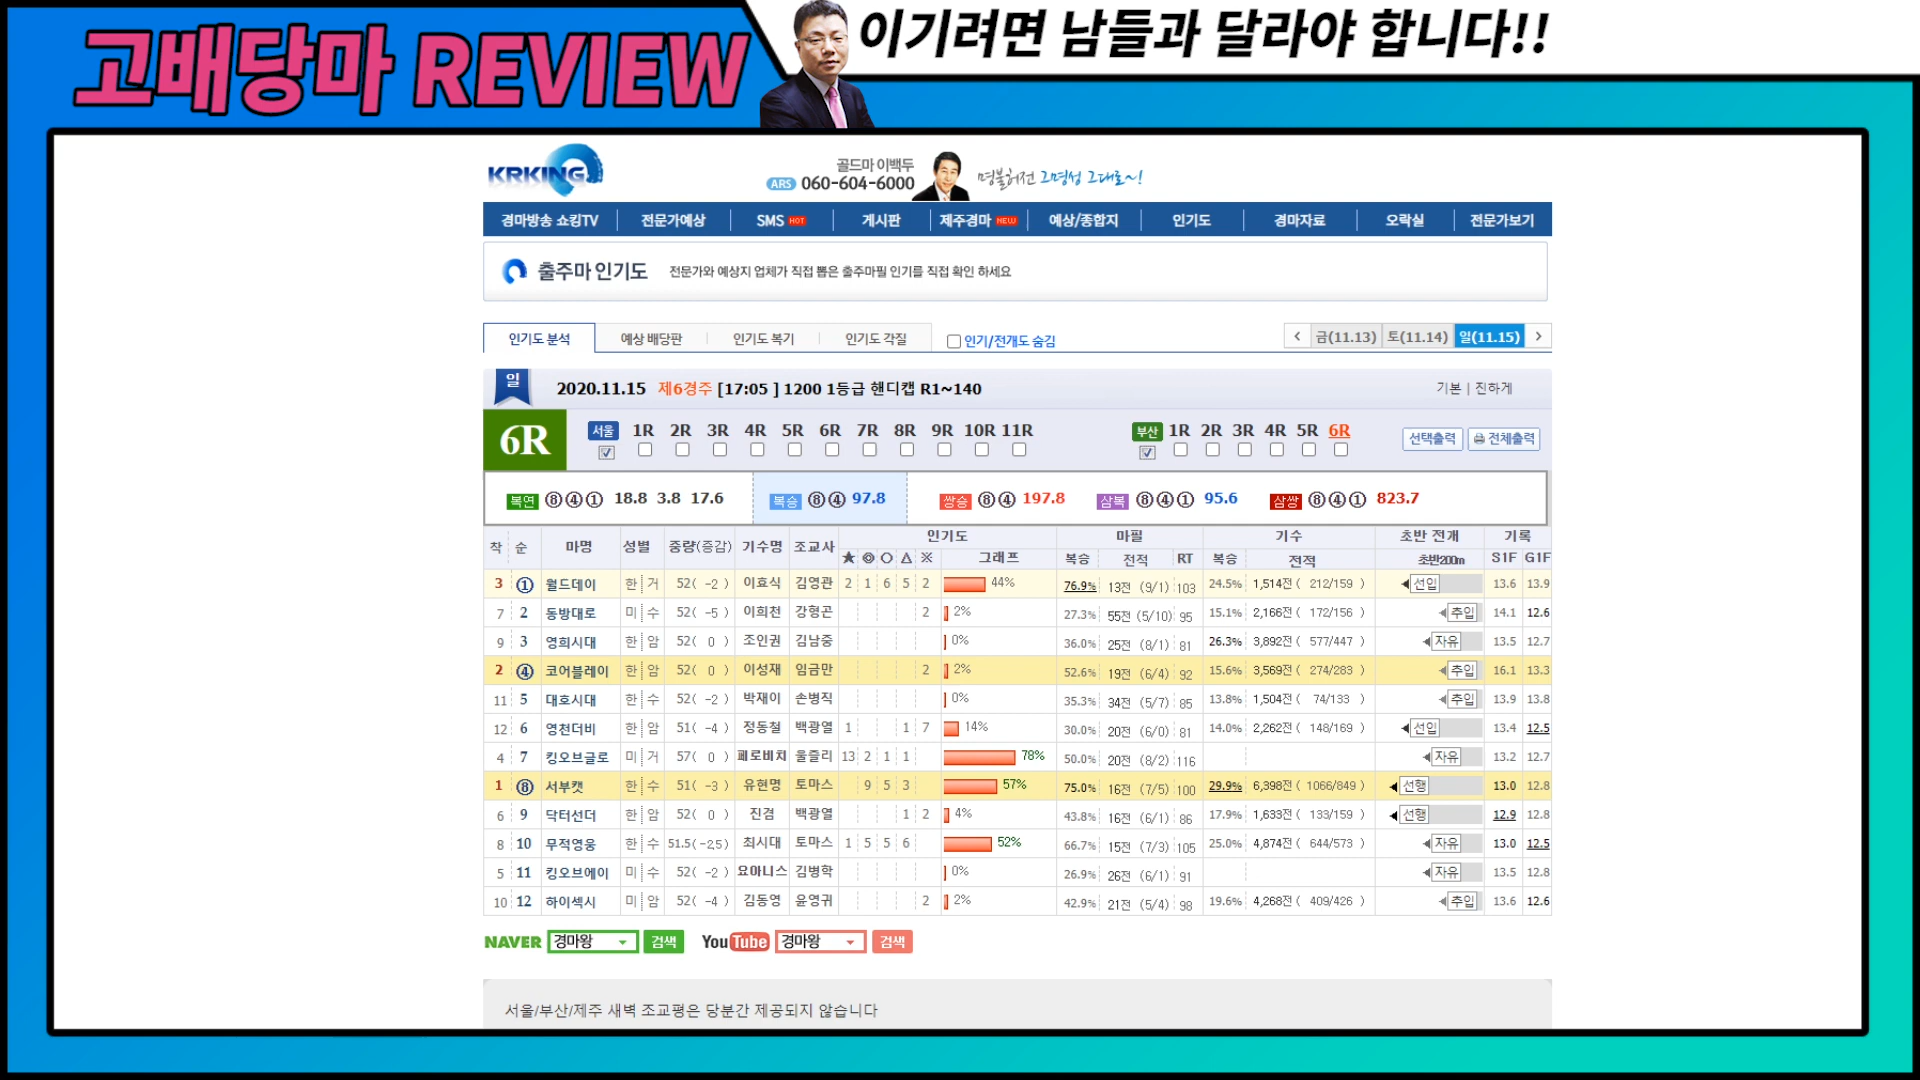 고배당마 REVIEW
이기려면 남들과 달라야 합니다!!
KRKING
골드마 이백두
ARS 060-604-6000
명불허전 그명성 그대로~!
경마방송 쇼킹TV 전문가예상 SMS HOT 게시판 제주경마 NEW 예상/종합지 인기도 경마자료 오락실 전문가보기
출주마 인기도 전문가와 예상지 업체가 직접 뽑은 출주마필 인기를 직접 확인 하세요
인기도 분석 예상 배당판 인기도 복기 인기도 각질 인기/전개도 숨김 금(11.13) 토(11.14) 일(11.15)
일 2020.11.15 제6경주 [17:05 ] 1200 1등급 핸디캡 R1~140 기본 | 진하게
6R 서울 1R 2R 3R 4R 5R 6R 7R 8R 9R 10R 11R 부산 1R 2R 3R 4R 5R 6R 선택출력 전체출력
복연 ⑧④① 18.8 3.8 17.6 복승 ⑧④ 97.8 쌍승 ⑧④ 197.8 삼복 ⑧④① 95.6 삼쌍 ⑧④① 823.7
착 순 마명 성별 중량(증감) 기수명 조교사 인기도 마필 기수 초반 전개 기록
★ ◎ ○ △ ※ 그래프 복승 전적 RT 복승 전적 초반200m S1F G1F
3 ① 월드데이 한 거 52( -2 ) 이효식 김영관 2 1 6 5 2 44% 76.9% 13전 (9/1) 103 24.5% 1,514전 ( 212/159 ) 선입 13.6 13.9
7 2 동방대로 미 수 52( -5 ) 이희천 강형곤 2 2% 27.3% 55전 (5/10) 95 15.1% 2,166전 ( 172/156 ) 추입 14.1 12.6
9 3 영희시대 한 암 52( 0 ) 조인권 김남중 0% 36.0% 25전 (8/1) 81 26.3% 3,892전 ( 577/447 ) 자유 13.5 12.7
2 ④ 코어블레이 한 암 52( 0 ) 이성재 임금만 2 2% 52.6% 19전 (6/4) 92 15.6% 3,569전 ( 274/283 ) 추입 16.1 13.3
11 5 대호시대 한 수 52( -2 ) 박재이 손병직 0% 35.3% 34전 (5/7) 85 13.8% 1,504전 ( 74/133 ) 추입 13.9 13.8
12 6 영천더비 한 암 51( -4 ) 정동철 백광열 1 1 7 14% 30.0% 20전 (6/0) 81 14.0% 2,262전 ( 148/169 ) 선입 13.4 12.5
4 7 킹오브글로 미 거 57( 0 ) 페로비치 울즐리 13 2 1 1 78% 50.0% 20전 (8/2) 116 자유 13.2 12.7
1 ⑧ 서부캣 한 수 51( -3 ) 유현명 토마스 9 5 3 57% 75.0% 16전 (7/5) 100 29.9% 6,398전 ( 1066/849 ) 선행 13.0 12.8
6 9 닥터선더 한 암 52( 0 ) 진겸 백광열 1 2 4% 43.8% 16전 (6/1) 86 17.9% 1,633전 ( 133/159 ) 선행 12.9 12.8
8 10 무적영웅 한 수 51.5(-2.5) 최시대 토마스 1 5 5 6 52% 66.7% 15전 (7/3) 105 25.0% 4,874전 ( 644/573 ) 자유 13.0 12.5
5 11 킹오브에이 미 수 52( -2 ) 요아니스 김병학 0% 26.9% 26전 (6/1) 91 자유 13.5 12.8
10 12 하이섹시 미 암 52( -4 ) 김동영 윤영귀 2 2% 42.9% 21전 (5/4) 98 19.6% 4,268전 ( 409/426 ) 추입 13.6 12.6
NAVER 경마왕 검색 YouTube 경마왕 검색
서울/부산/제주 새벽 조교평은 당분간 제공되지 않습니다